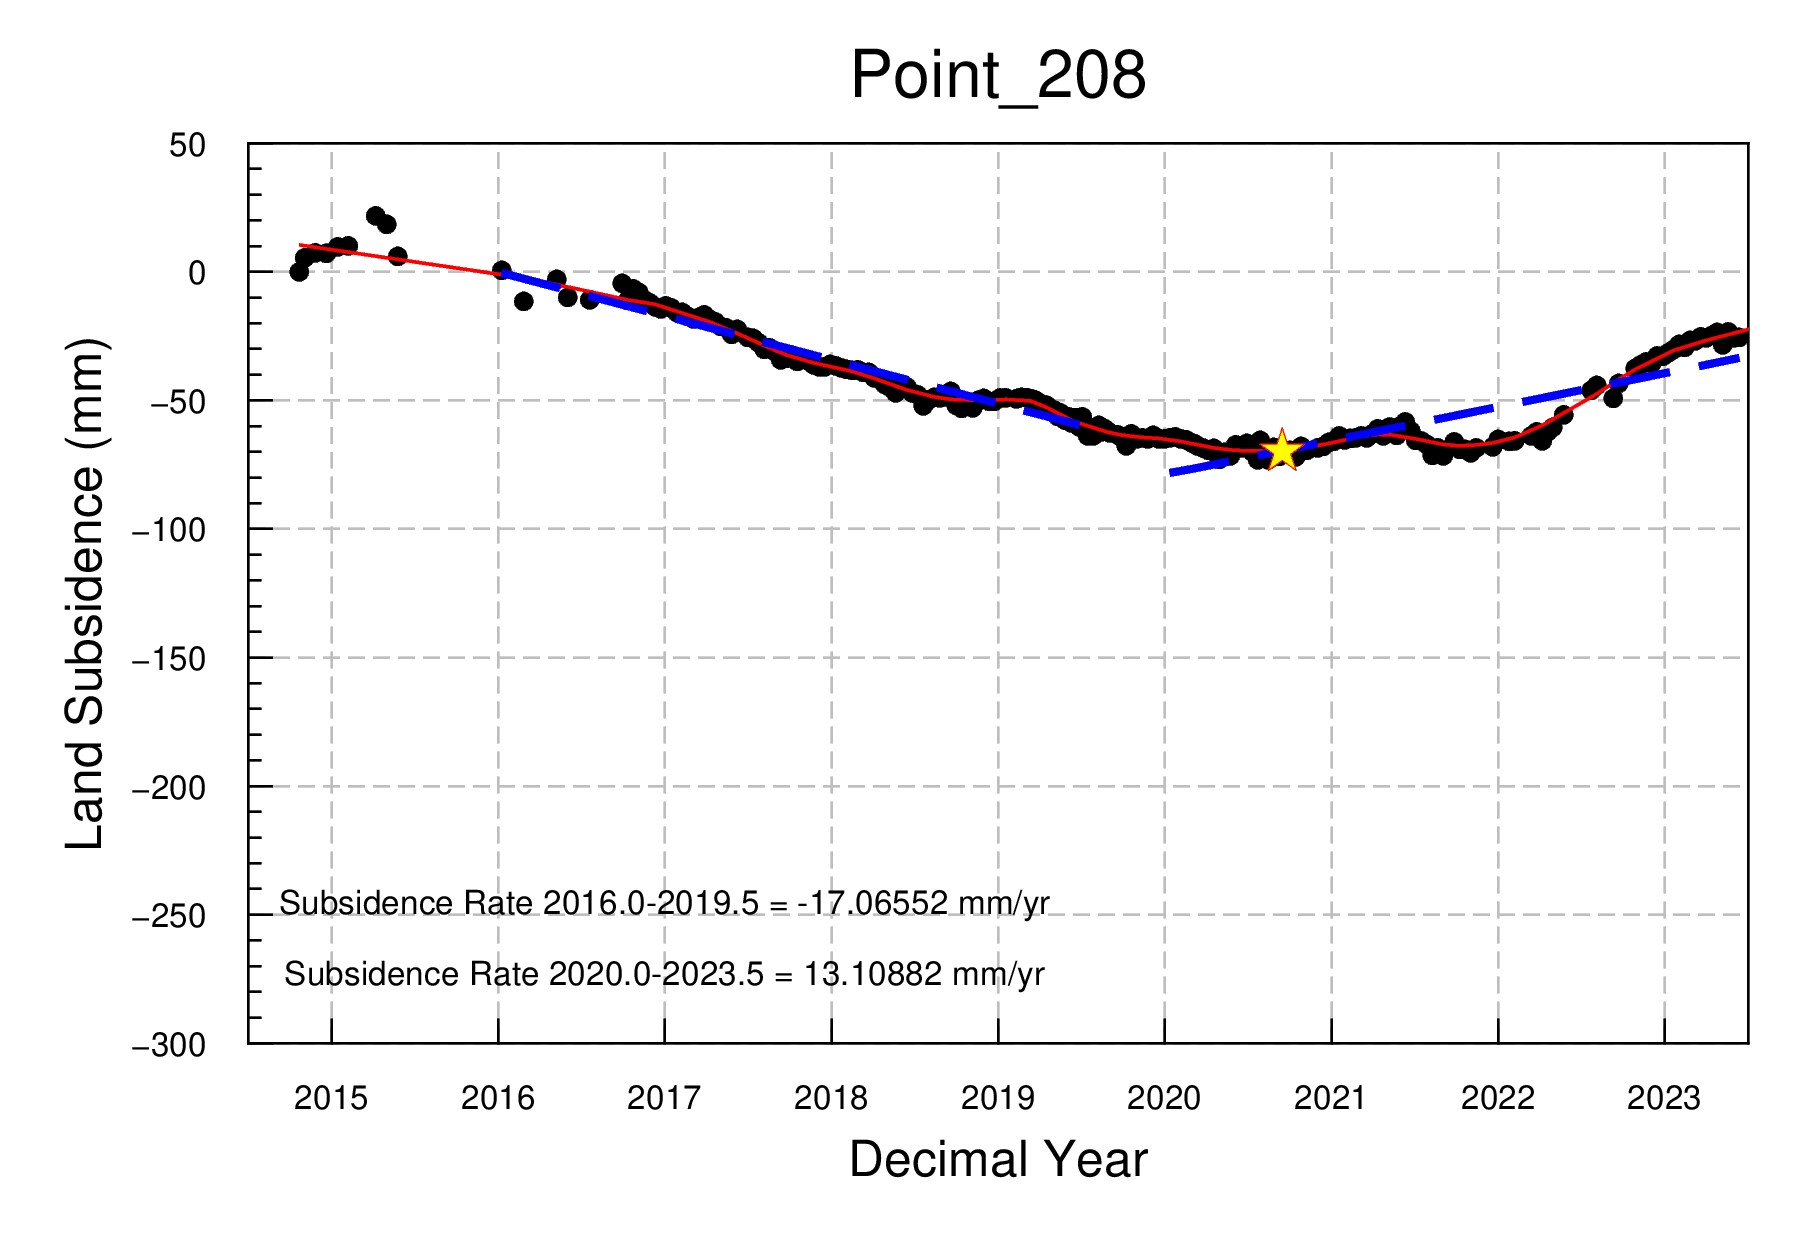 Point_208
50
0
−50
−100
−150
−200
−250
−300
Land Subsidence (mm)
Subsidence Rate 2016.0-2019.5 = -17.06552 mm/yr
Subsidence Rate 2020.0-2023.5 = 13.10882 mm/yr
2015 2016 2017 2018 2019 2020 2021 2022 2023
Decimal Year